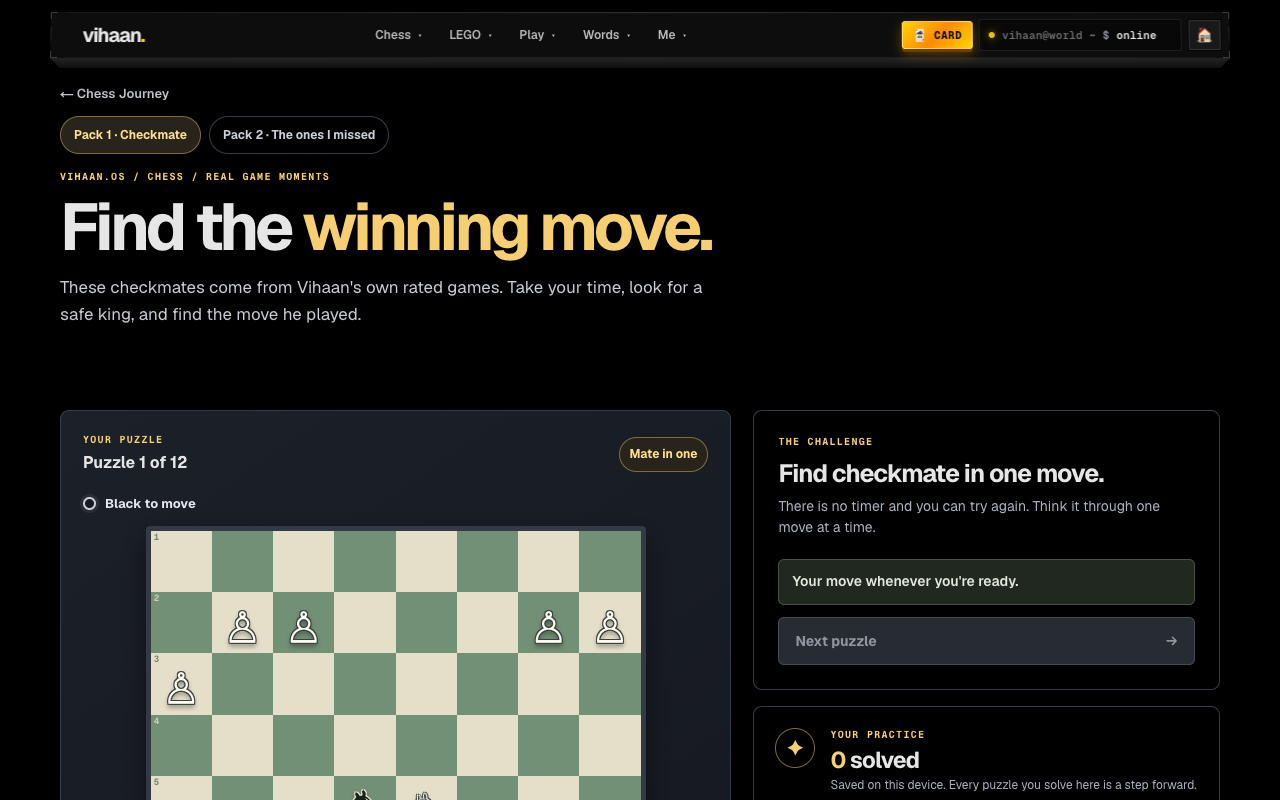 vihaan.
Chess
LEGO
Play
Words
Me
CARD
vihaan@world ~ $ online
← Chess Journey
Pack 1 · Checkmate
Pack 2 · The ones I missed
VIHAAN.OS / CHESS / REAL GAME MOMENTS
Find the winning move.
These checkmates come from Vihaan's own rated games. Take your time, look for a
safe king, and find the move he played.
YOUR PUZZLE
Puzzle 1 of 12
Mate in one
Black to move
1
2
3
4
5
THE CHALLENGE
Find checkmate in one move.
There is no timer and you can try again. Think it through one
move at a time.
Your move whenever you're ready.
Next puzzle →
YOUR PRACTICE
0 solved
Saved on this device. Every puzzle you solve here is a step forward.